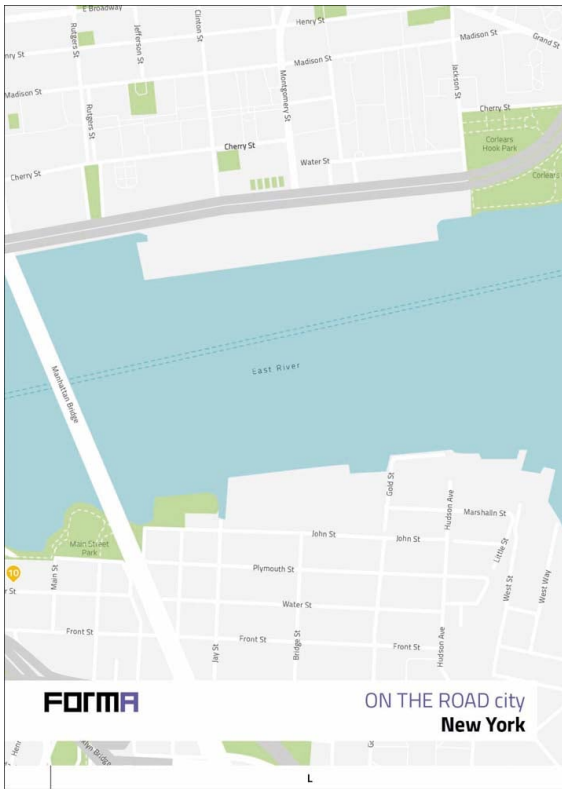 E Broadway
Rutgers St
Jefferson St
Clinton St
Henry St
Madison St
Grand St
nry St
Madison St
Montgomery St
Jackson St
Madison St
Rutgers St
Cherry St
Cherry St
Corlears
Hook Park
Water St
Cherry St
Corlears
Manhattan Bridge
East River
Gold St
Hudson Ave
Marshalln St
John St
John St
Little St
Main Street
Park
10
Main St
Plymouth St
West St
West Way
r St
Water St
Front St
Front St
Front St
Jay St
Bridge St
Hudson Ave
FORMA
ON THE ROAD city
New York
Henr
klyn Bridge
G
L